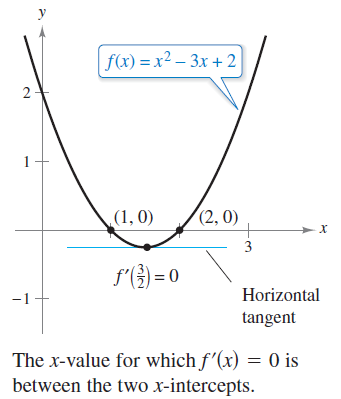 y
f(x) = x² – 3x + 2
2
1
(1, 0) (2, 0)
x
3
f′(3/2) = 0
–1
Horizontal
tangent
The x-value for which f′(x) = 0 is
between the two x-intercepts.